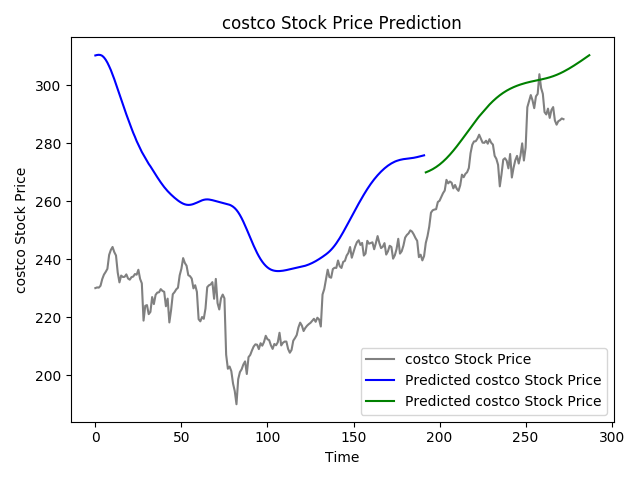 costco Stock Price Prediction
costco Stock Price
300
280
260
240
220
200
0
50
100
150
200
250
300
Time
costco Stock Price
Predicted costco Stock Price
Predicted costco Stock Price